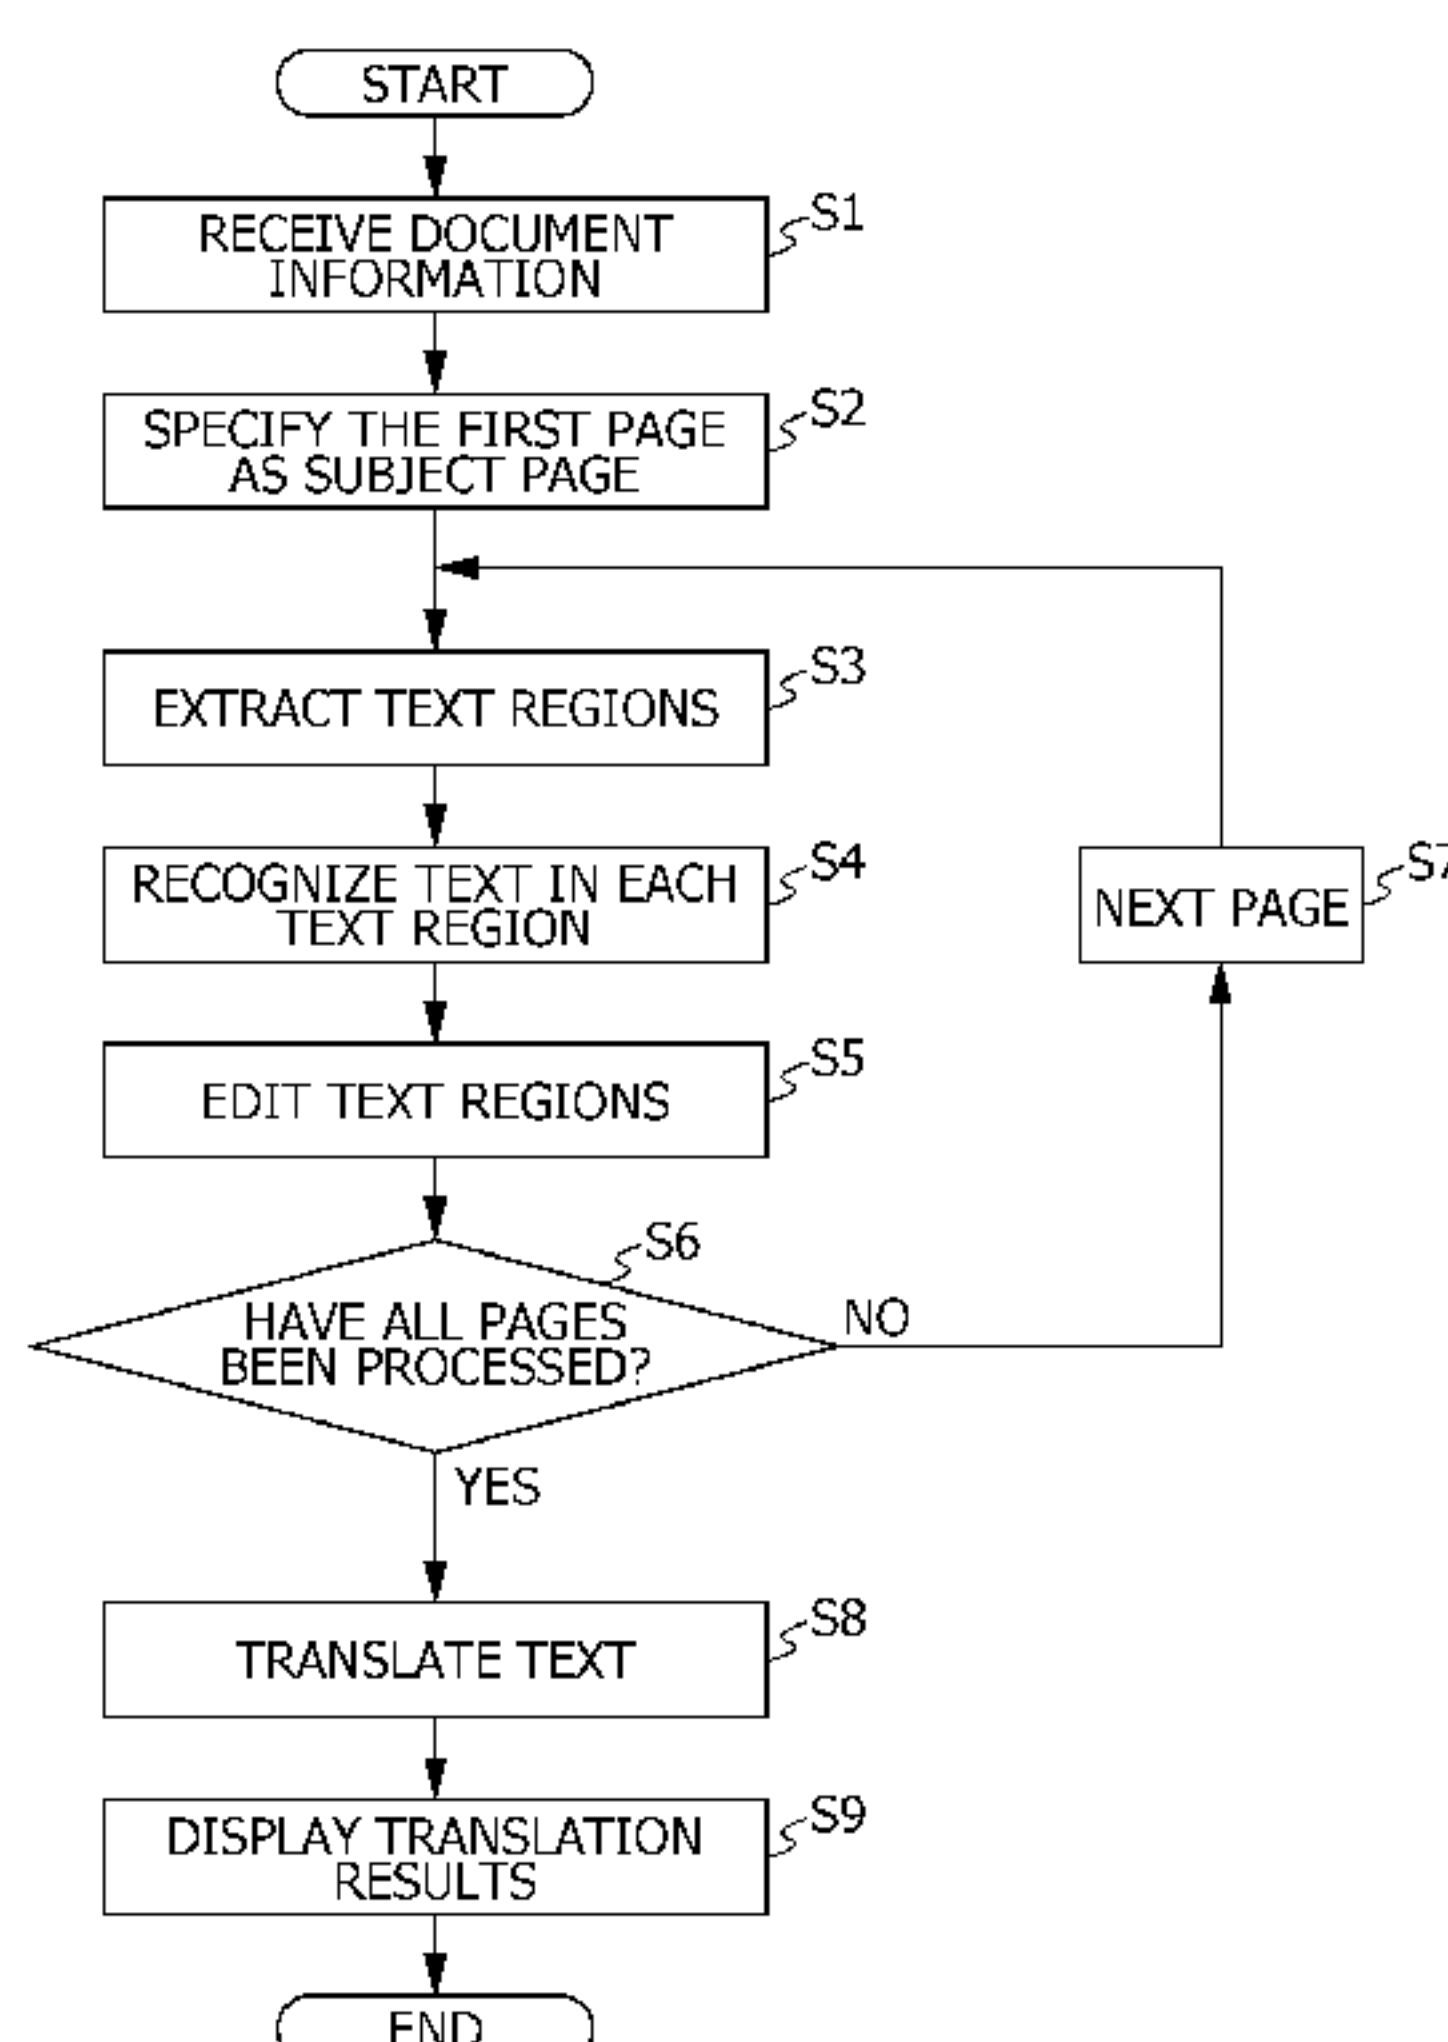 START
RECEIVE DOCUMENT
INFORMATION
S1
SPECIFY THE FIRST PAGE
AS SUBJECT PAGE
S2
EXTRACT TEXT REGIONS
S3
RECOGNIZE TEXT IN EACH
TEXT REGION
S4
NEXT PAGE
S7
EDIT TEXT REGIONS
S5
HAVE ALL PAGES
BEEN PROCESSED?
S6
NO
YES
TRANSLATE TEXT
S8
DISPLAY TRANSLATION
RESULTS
S9
END